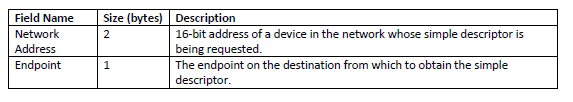 Field Name Size (bytes) Description
Network 2 16-bit address of a device in the network whose simple descriptor is
Address being requested.
Endpoint 1 The endpoint on the destination from which to obtain the simple
descriptor.